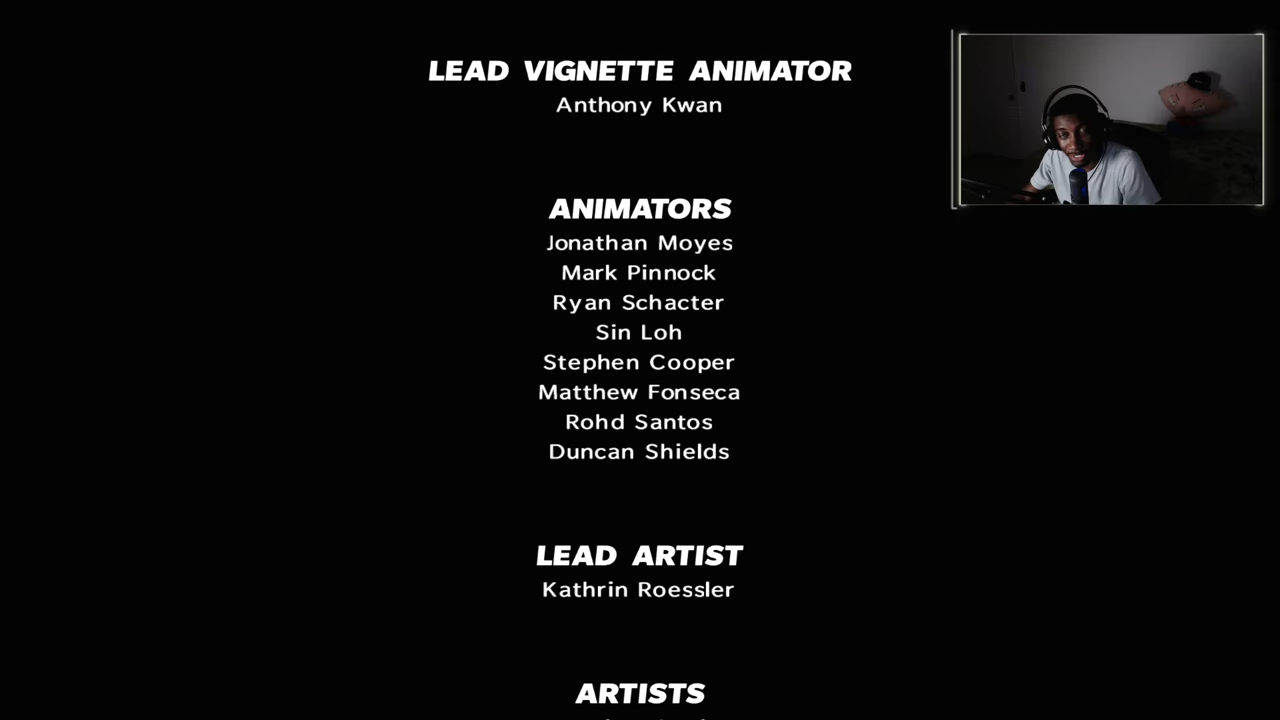 LEAD VIGNETTE ANIMATOR
Anthony Kwan
ANIMATORS
Jonathan Moyes
Mark Pinnock
Ryan Schacter
Sin Loh
Stephen Cooper
Matthew Fonseca
Rohd Santos
Duncan Shields
LEAD ARTIST
Kathrin Roessler
ARTISTS